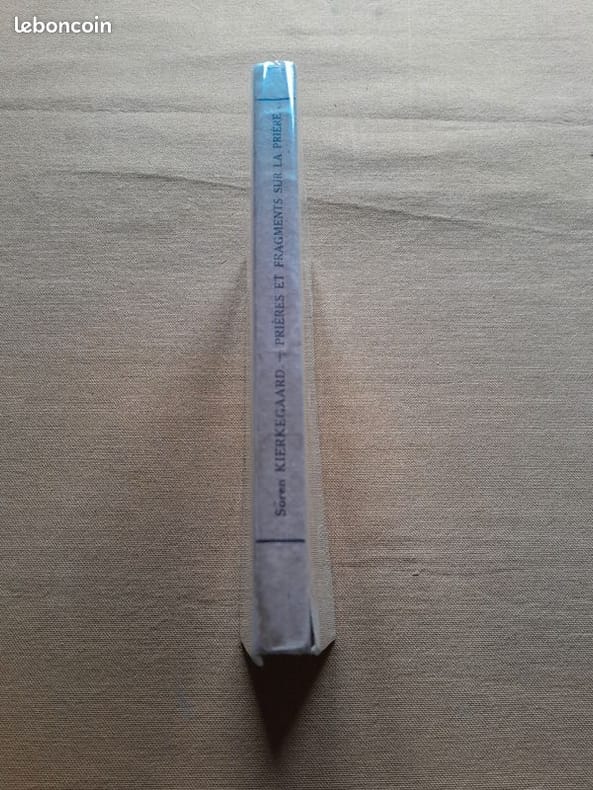 leboncoin
Soren KIERKEGAARD. — PRIÈRES ET FRAGMENTS SUR LA PRIÈRE.